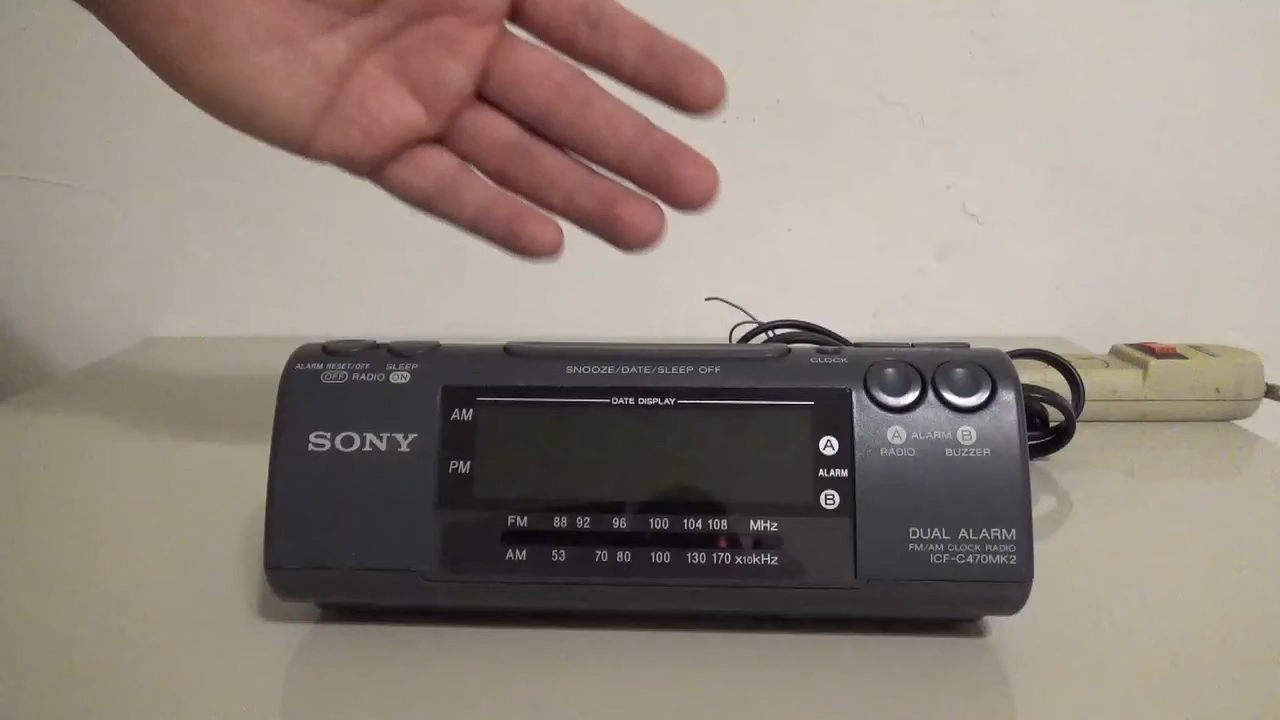 ALARM RESET/OFF SLEEP
OFF RADIO ON
SNOOZE/DATE/SLEEP OFF
CLOCK
DATE DISPLAY
AM
PM
SONY
A
ALARM
B
A ALARM B
RADIO BUZZER
FM 88 92 96 100 104 108 MHz
AM 53 70 80 100 130 170 x10kHz
DUAL ALARM
FM/AM CLOCK RADIO
ICF-C470MK2